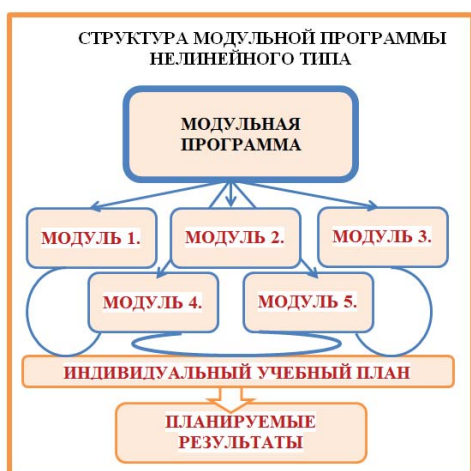 СТРУКТУРА МОДУЛЬНОЙ ПРОГРАММЫ
НЕЛИНЕЙНОГО ТИПА
МОДУЛЬНАЯ
ПРОГРАММА
МОДУЛЬ 1.
МОДУЛЬ 2.
МОДУЛЬ 3.
МОДУЛЬ 4.
МОДУЛЬ 5.
ИНДИВИДУАЛЬНЫЙ УЧЕБНЫЙ ПЛАН
ПЛАНИРУЕМЫЕ
РЕЗУЛЬТАТЫ